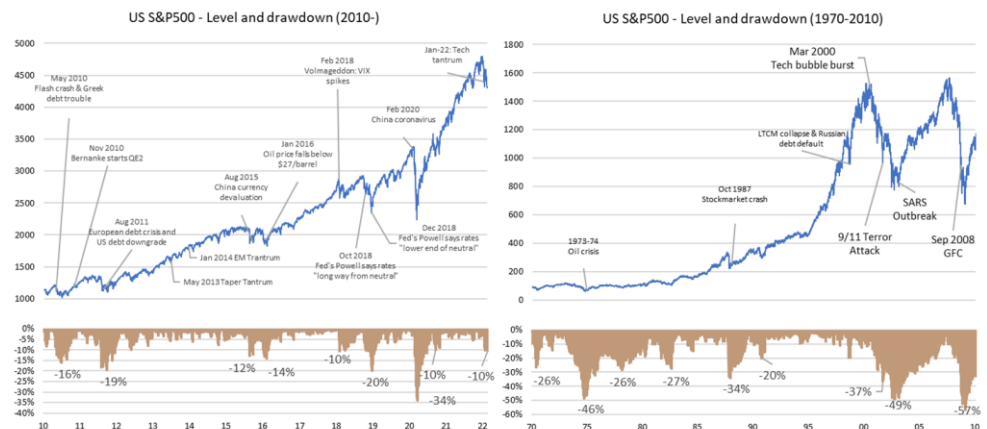 US S&P500 - Level and drawdown (2010-)
5000
4500
4000
3500
3000
2500
2000
1500
1000
May 2010
Flash crash & Greek
debt trouble
Nov 2010
Bernanke starts QE2
Aug 2011
European debt crisis and
US debt downgrade
Jan 2014 EM Trantrum
May 2013 Taper Tantrum
Aug 2015
China currency
devaluation
Jan 2016
Oil price falls below
$27/barrel
Feb 2018
Volmageddon: VIX
spikes
Feb 2020
China coronavirus
Jan-22: Tech
tantrum
Dec 2018
Fed's Powell says rates
"lower end of neutral"
Oct 2018
Fed's Powell says rates
"long way from neutral"
0%
-5%
-10%
-15%
-20%
-25%
-30%
-35%
-40%
-16%
-19%
-12%
-14%
-10%
-20%
-34%
-10%
-10%
10 11 12 13 14 15 16 17 18 19 20 21 22
US S&P500 - Level and drawdown (1970-2010)
1800
1600
1400
1200
1000
800
600
400
200
0
1973-74
Oil crisis
Oct 1987
Stockmarket crash
LTCM collapse & Russian
debt default
Mar 2000
Tech bubble burst
9/11 Terror
Attack
SARS
Outbreak
Sep 2008
GFC
0%
-10%
-20%
-30%
-40%
-50%
-60%
-26%
-46%
-26%
-27%
-34%
-20%
-37%
-49%
-57%
70 75 80 85 90 95 00 05 10